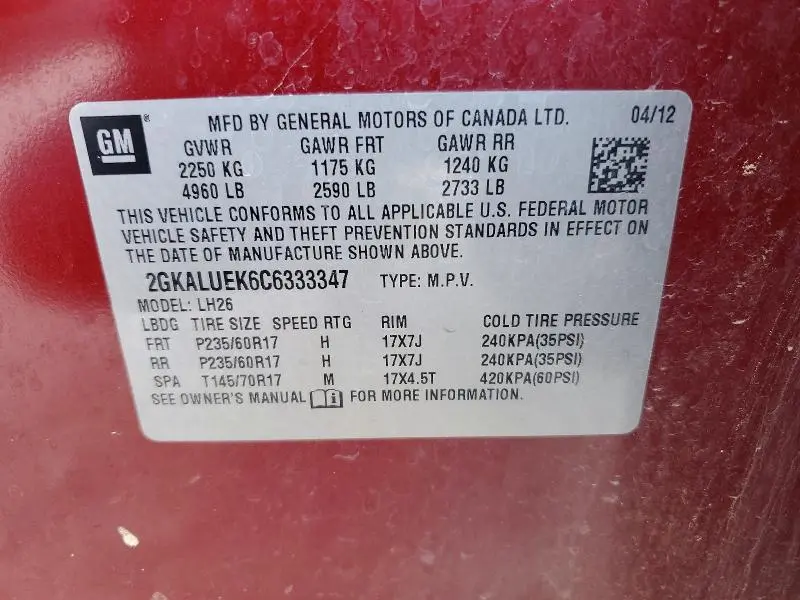 GM ® MFD BY GENERAL MOTORS OF CANADA LTD. 04/12
GVWR GAWR FRT GAWR RR
2250 KG 1175 KG 1240 KG
4960 LB 2590 LB 2733 LB
THIS VEHICLE CONFORMS TO ALL APPLICABLE U.S. FEDERAL MOTOR
VEHICLE SAFETY AND THEFT PREVENTION STANDARDS IN EFFECT ON
THE DATE OF MANUFACTURE SHOWN ABOVE.
2GKALUEK6C6333347 TYPE: M.P.V.
MODEL: LH26
LBDG TIRE SIZE SPEED RTG RIM COLD TIRE PRESSURE
FRT P235/60R17 H 17X7J 240KPA(35PSI)
RR P235/60R17 H 17X7J 240KPA(35PSI)
SPA T145/70R17 M 17X4.5T 420KPA(60PSI)
SEE OWNER'S MANUAL i FOR MORE INFORMATION.